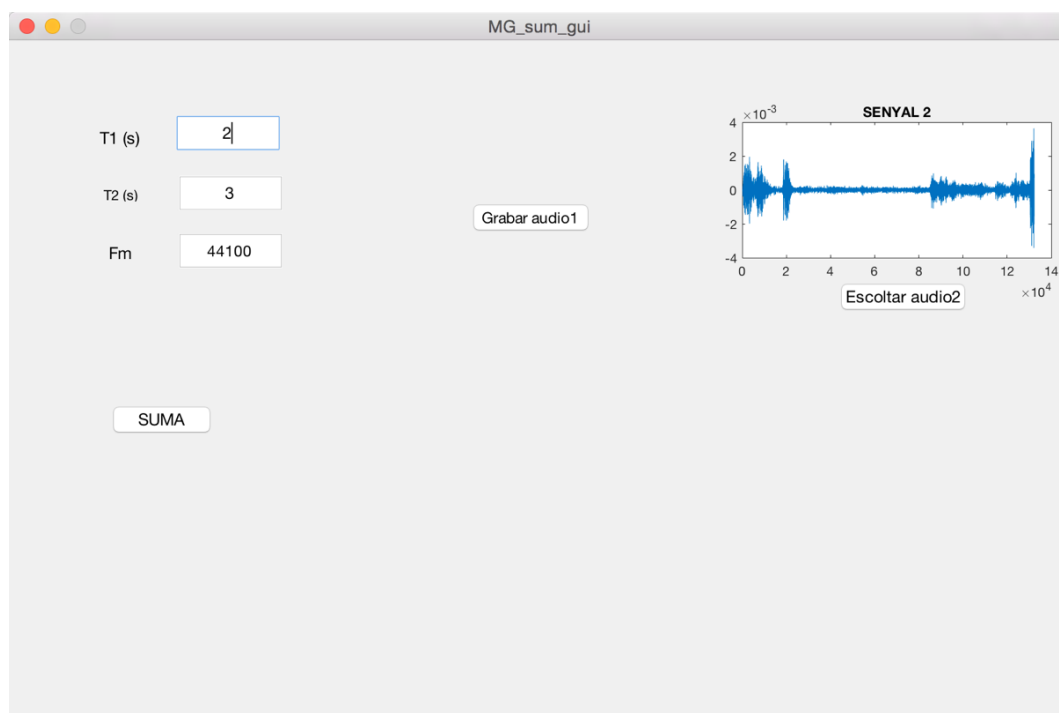 MG_sum_gui
T1 (s)
2
T2 (s)
3
Fm
44100
Grabar audio1
SUMA
×10-3
SENYAL 2
4
2
0
-2
-4
0 2 4 6 8 10 12 14
×104
Escoltar audio2